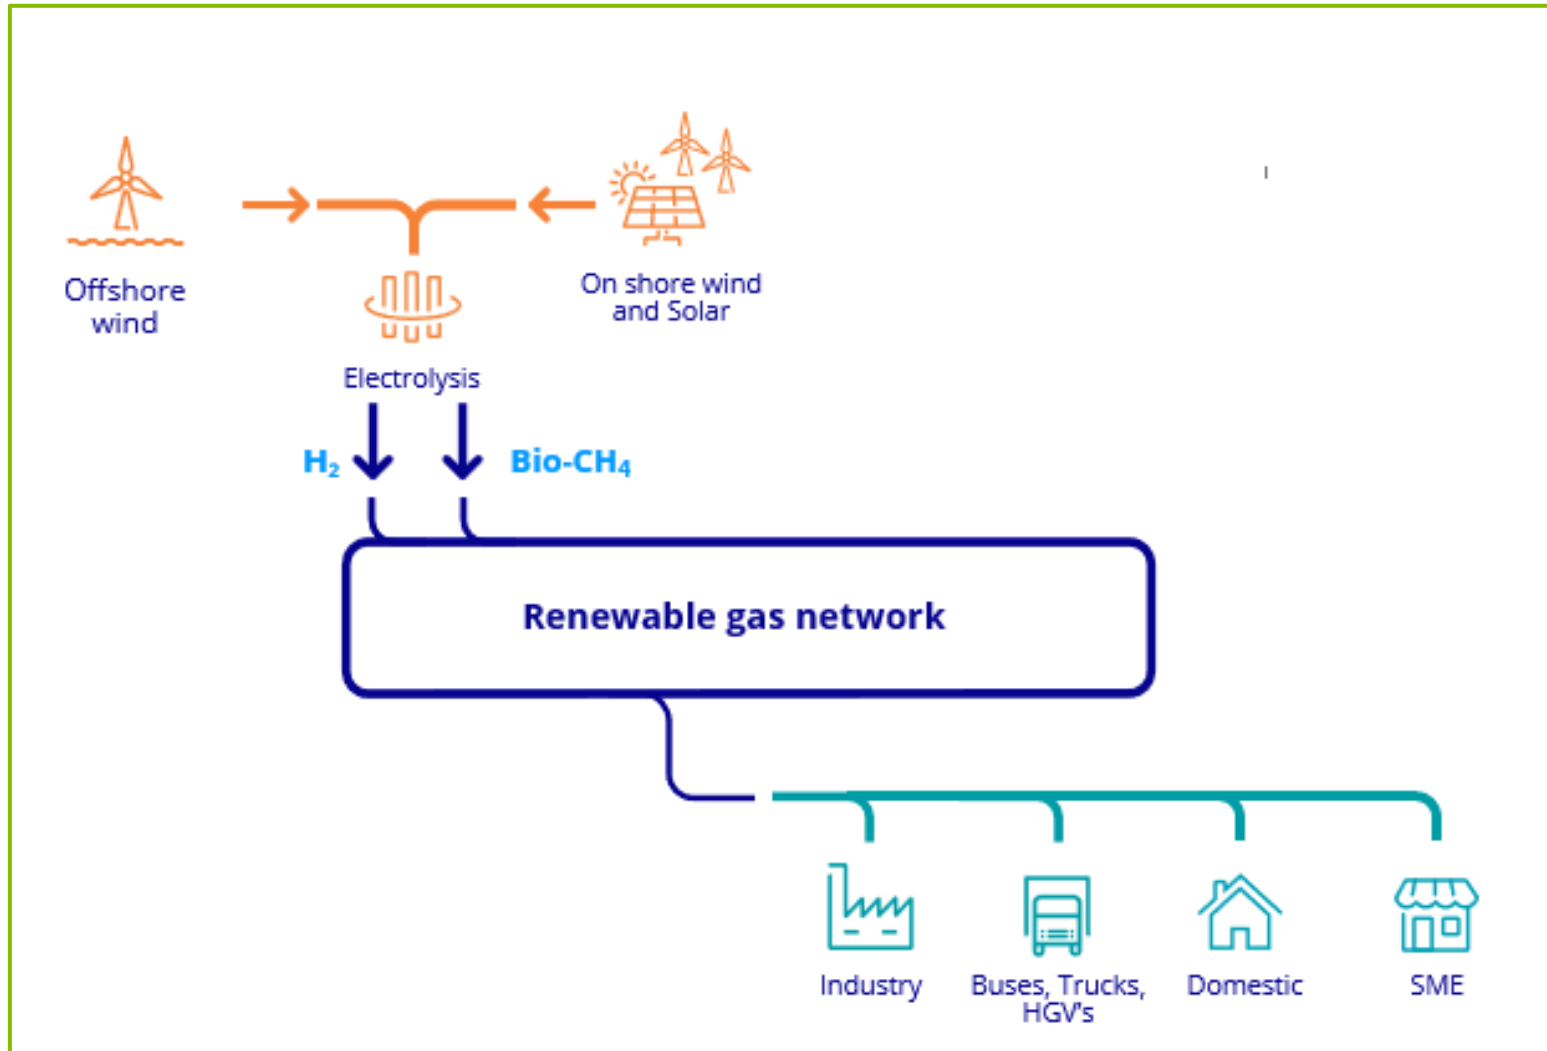 Offshore
wind
On shore wind
and Solar
Electrolysis
H₂
Bio-CH₄
Renewable gas network
Industry
Buses, Trucks,
HGV's
Domestic
SME